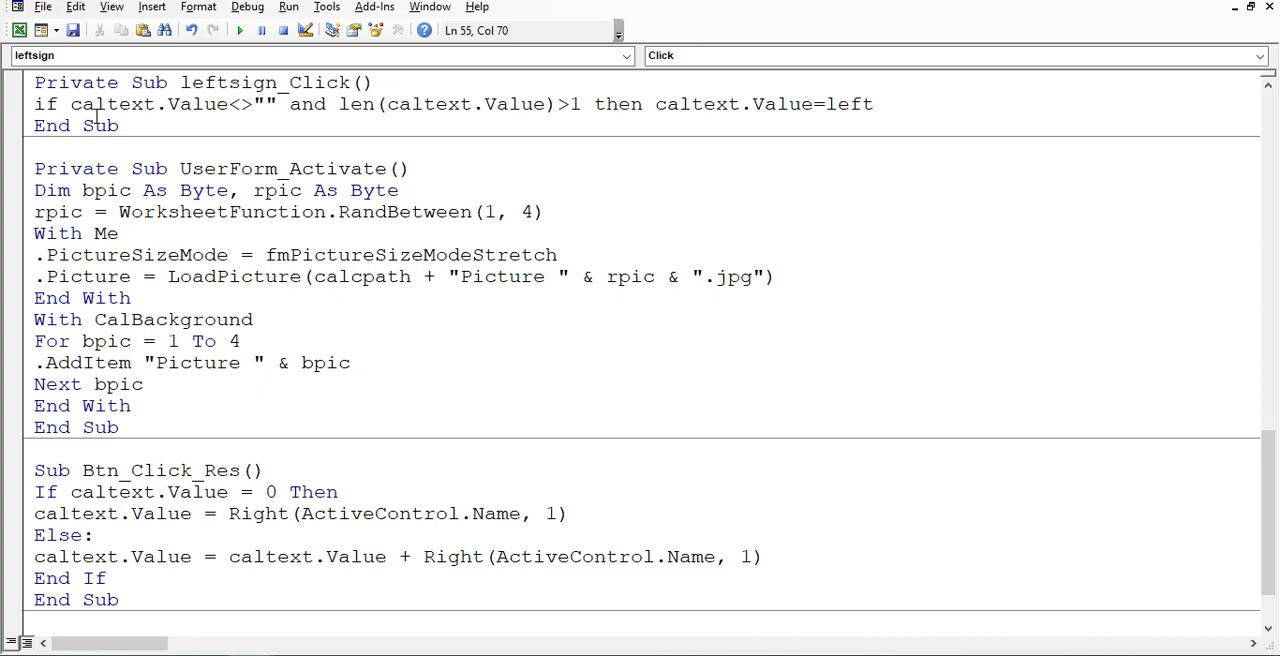 File Edit View Insert Format Debug Run Tools Add-Ins Window Help
Ln 55, Col 70
leftsign Click
Private Sub leftsign_Click()
if caltext.Value<>"" and len(caltext.Value)>1 then caltext.Value=left
End Sub
Private Sub UserForm_Activate()
Dim bpic As Byte, rpic As Byte
rpic = WorksheetFunction.RandBetween(1, 4)
With Me
.PictureSizeMode = fmPictureSizeModeStretch
.Picture = LoadPicture(calcpath + "Picture " & rpic & ".jpg")
End With
With CalBackground
For bpic = 1 To 4
.AddItem "Picture " & bpic
Next bpic
End With
End Sub
Sub Btn_Click_Res()
If caltext.Value = 0 Then
caltext.Value = Right(ActiveControl.Name, 1)
Else:
caltext.Value = caltext.Value + Right(ActiveControl.Name, 1)
End If
End Sub